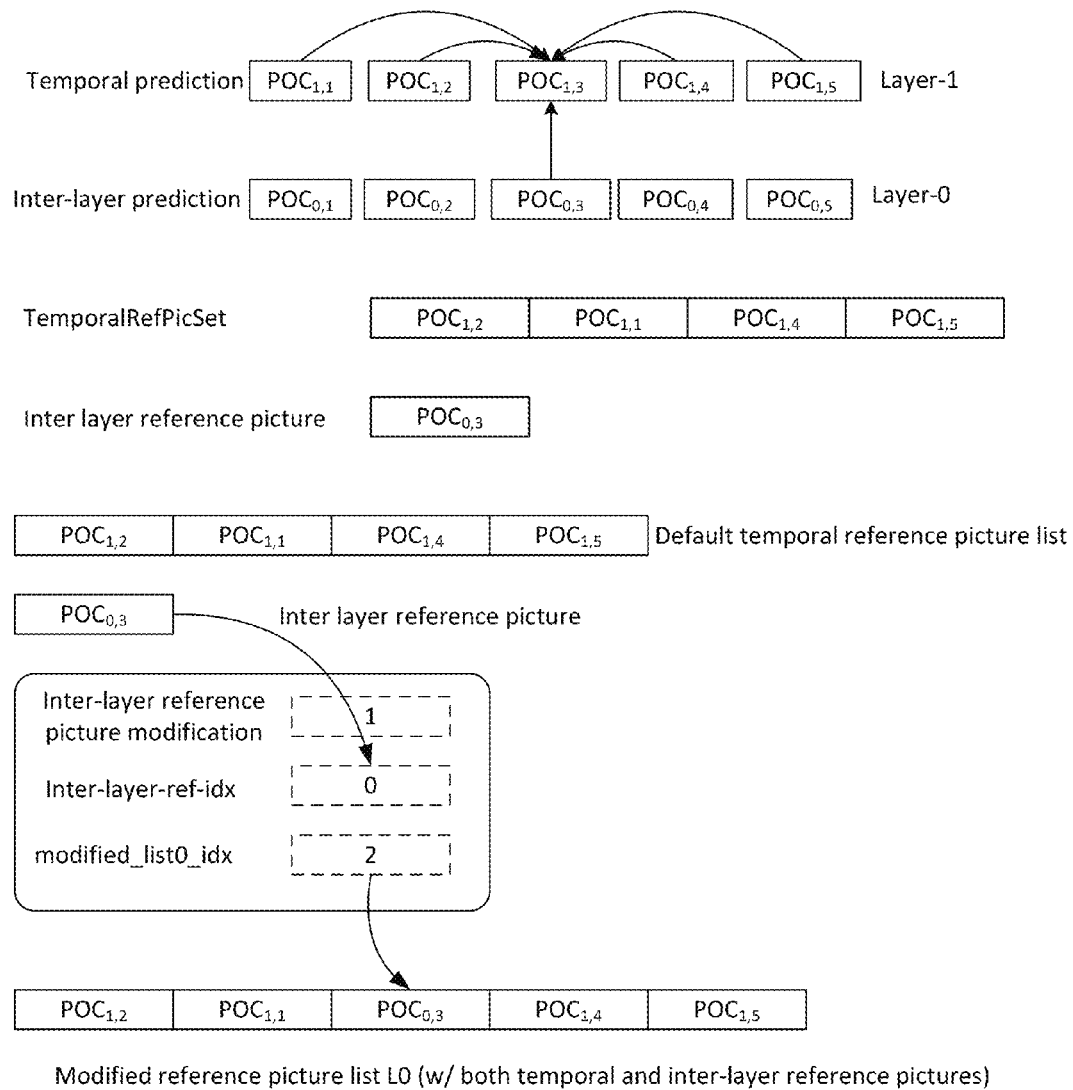 Temporal prediction POC1,1 POC1,2 POC1,3 POC1,4 POC1,5 Layer-1
Inter-layer prediction POC0,1 POC0,2 POC0,3 POC0,4 POC0,5 Layer-0
TemporalRefPicSet POC1,2 POC1,1 POC1,4 POC1,5
Inter layer reference picture POC0,3
POC1,2 POC1,1 POC1,4 POC1,5 Default temporal reference picture list
POC0,3 Inter layer reference picture
Inter-layer reference
picture modification 1
Inter-layer-ref-idx 0
modified_list0_idx 2
POC1,2 POC1,1 POC0,3 POC1,4 POC1,5
Modified reference picture list L0 (w/ both temporal and inter-layer reference pictures)